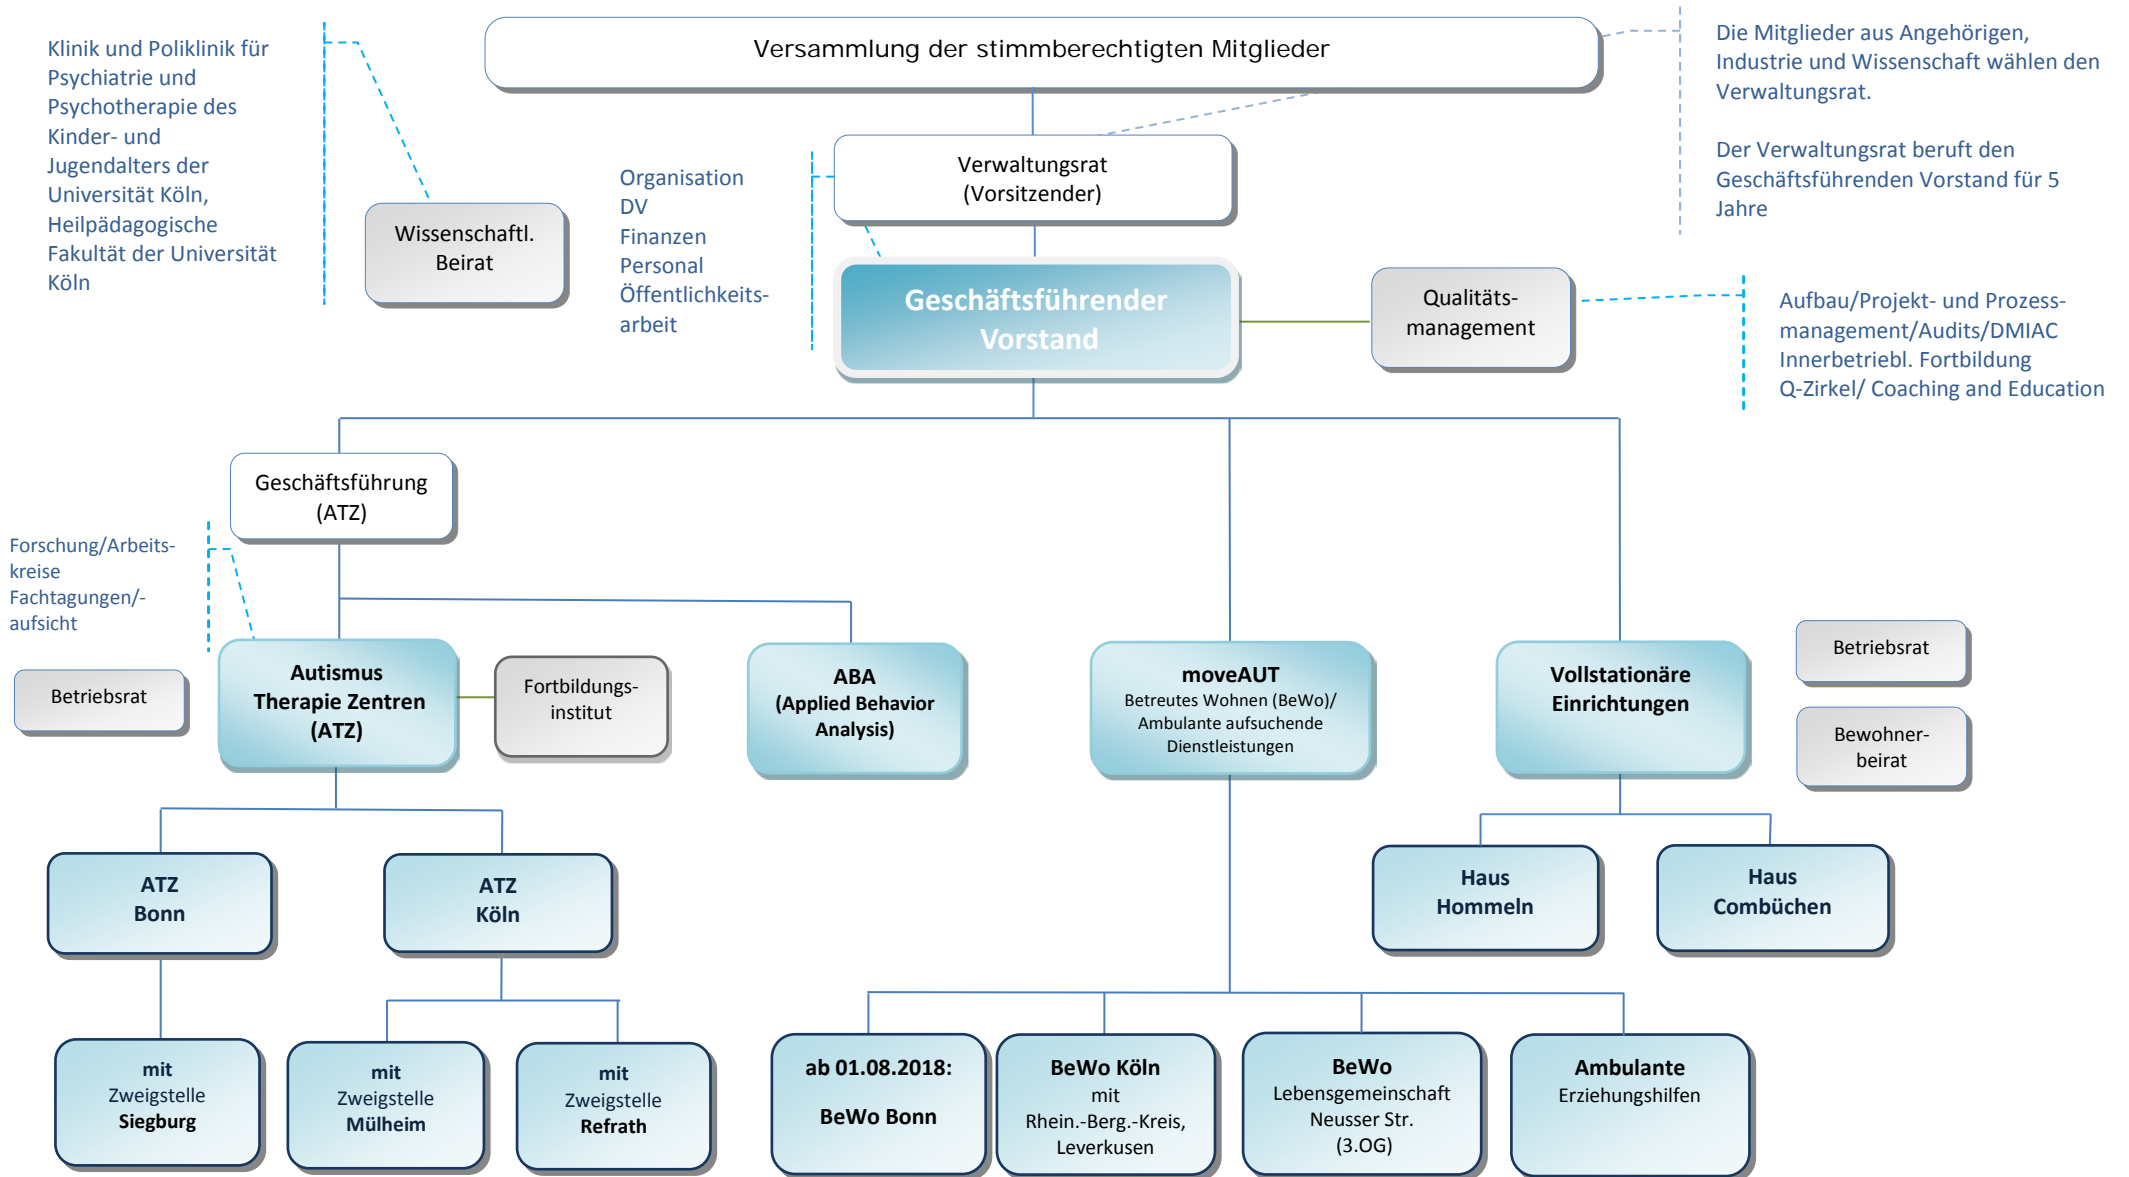 Klinik und Poliklinik für
Psychiatrie und
Psychotherapie des
Kinder- und
Jugendalters der
Universität Köln,
Heilpädagogische
Fakultät der Universität
Köln
Versammlung der stimmberechtigten Mitglieder
Die Mitglieder aus Angehörigen,
Industrie und Wissenschaft wählen den
Verwaltungsrat.
Der Verwaltungsrat beruft den
Geschäftsführenden Vorstand für 5
Jahre
Wissenschaftl.
Beirat
Organisation
DV
Finanzen
Personal
Öffentlichkeits-
arbeit
Verwaltungsrat
(Vorsitzender)
Geschäftsführender
Vorstand
Qualitäts-
management
Aufbau/Projekt- und Prozess-
management/Audits/DMIAC
Innerbetriebl. Fortbildung
Q-Zirkel/ Coaching and Education
Geschäftsführung
(ATZ)
Forschung/Arbeits-
kreise
Fachtagungen/-
aufsicht
Betriebsrat
Autismus
Therapie Zentren
(ATZ)
Fortbildungs-
institut
ABA
(Applied Behavior
Analysis)
moveAUT
Betreutes Wohnen (BeWo)/
Ambulante aufsuchende
Dienstleistungen
Vollstationäre
Einrichtungen
Betriebsrat
Bewohner-
beirat
ATZ
Bonn
ATZ
Köln
Haus
Hommeln
Haus
Combüchen
mit
Zweigstelle
Siegburg
mit
Zweigstelle
Mülheim
mit
Zweigstelle
Refrath
ab 01.08.2018:
BeWo Bonn
BeWo Köln
mit
Rhein.-Berg.-Kreis,
Leverkusen
BeWo
Lebensgemeinschaft
Neusser Str.
(3.OG)
Ambulante
Erziehungshilfen